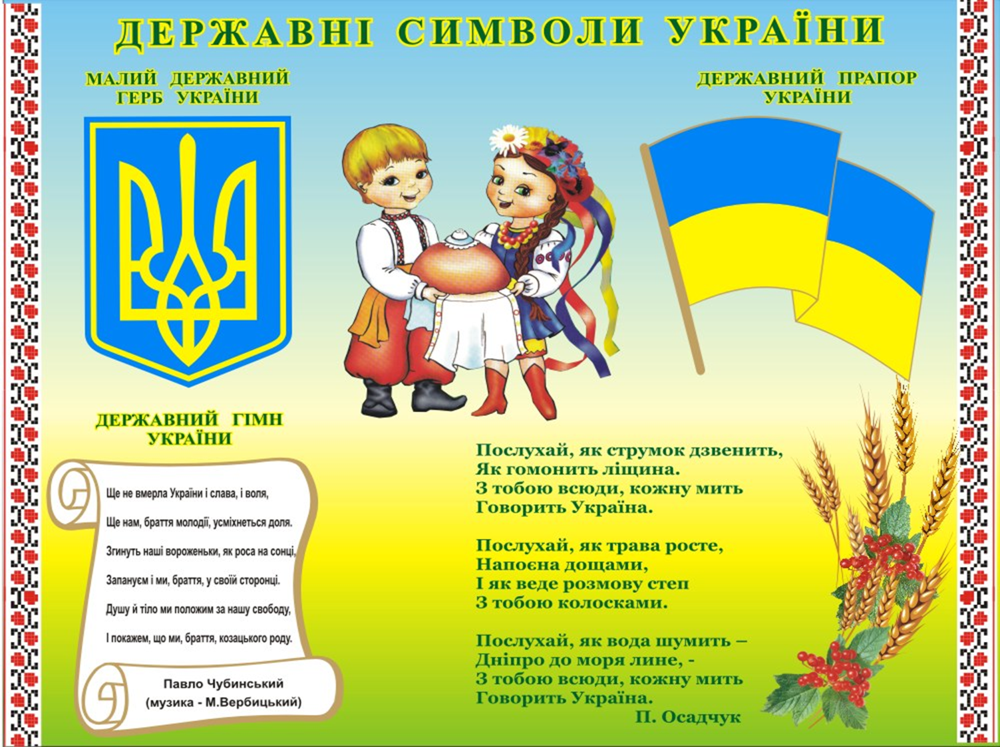 ДЕРЖАВНІ СИМВОЛИ УКРАЇНИ
МАЛИЙ ДЕРЖАВНИЙ
ГЕРБ УКРАЇНИ
ДЕРЖАВНИЙ ПРАПОР
УКРАЇНИ
ДЕРЖАВНИЙ ГІМН
УКРАЇНИ
Ще не вмерла України і слава, і воля,
Ще нам, браття молодії, усміхнеться доля.
Згинуть наші вороженьки, як роса на сонці,
Запануєм і ми, браття, у своїй сторонці.
Душу й тіло ми положим за нашу свободу,
І покажем, що ми, браття, козацького роду.
Павло Чубинський
(музика - М.Вербицький)
Послухай, як струмок дзвенить,
Як гомонить ліщина.
З тобою всюди, кожну мить
Говорить Україна.
Послухай, як трава росте,
Напоєна дощами,
І як веде розмову степ
З тобою колосками.
Послухай, як вода шумить –
Дніпро до моря лине, -
З тобою всюди, кожну мить
Говорить Україна.
П. Осадчук